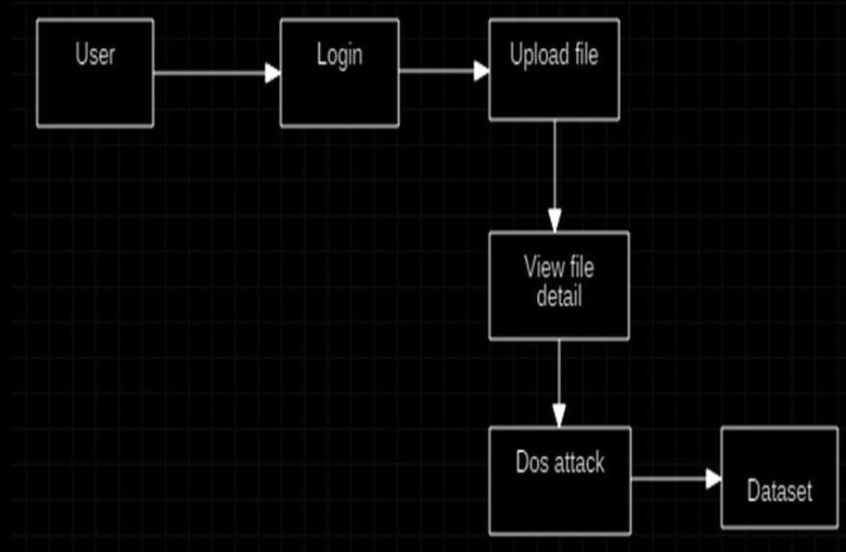 User
Login
Upload file
View file
detail
Dos attack
Dataset